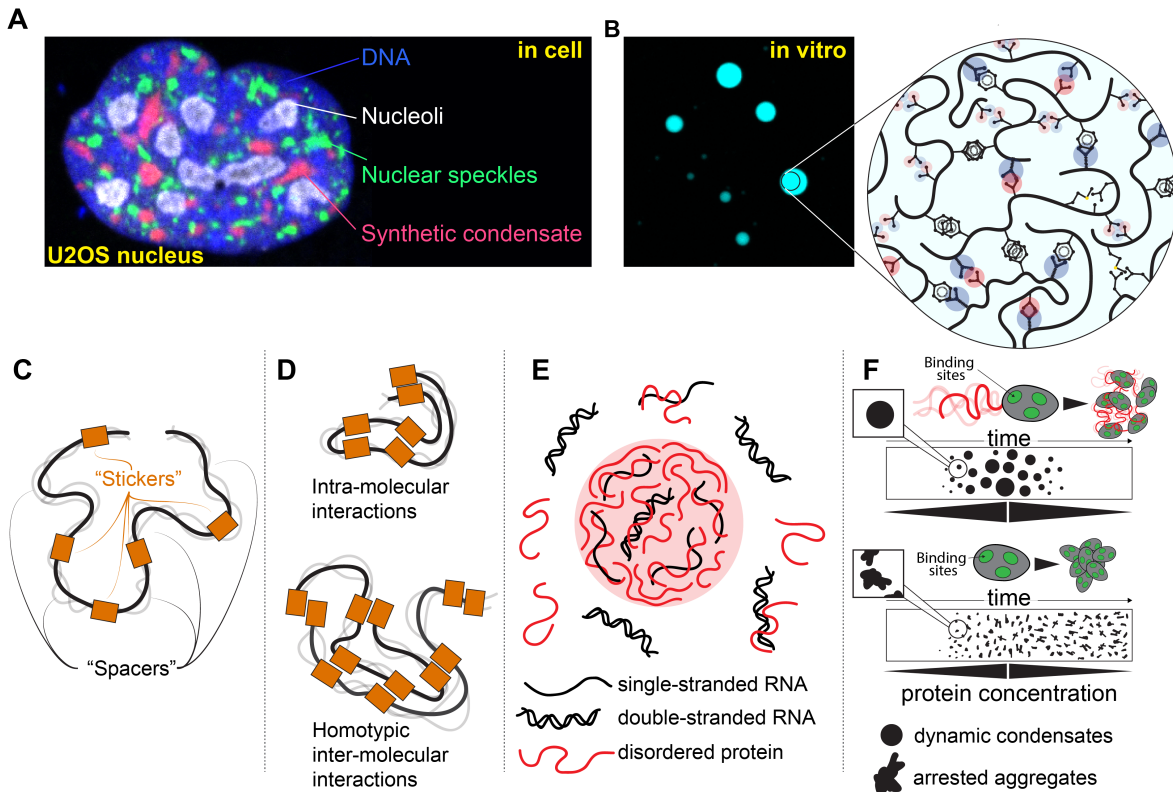 A
in cell
DNA
Nucleoli
Nuclear speckles
Synthetic condensate
U2OS nucleus
B
in vitro
C
"Stickers"
"Spacers"
D
Intra-molecular
interactions
Homotypic
inter-molecular
interactions
E
single-stranded RNA
double-stranded RNA
disordered protein
F
Binding
sites
time
Binding
sites
time
protein concentration
dynamic condensates
arrested aggregates